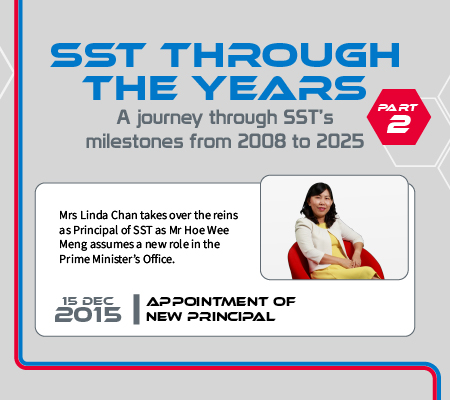 SST THROUGH
THE YEARS
A journey through SST's
milestones from 2008 to 2025
PART
2
Mrs Linda Chan takes over the reins
as Principal of SST as Mr Hoe Wee
Meng assumes a new role in the
Prime Minister's Office.
15 DEC
2015
APPOINTMENT OF
NEW PRINCIPAL